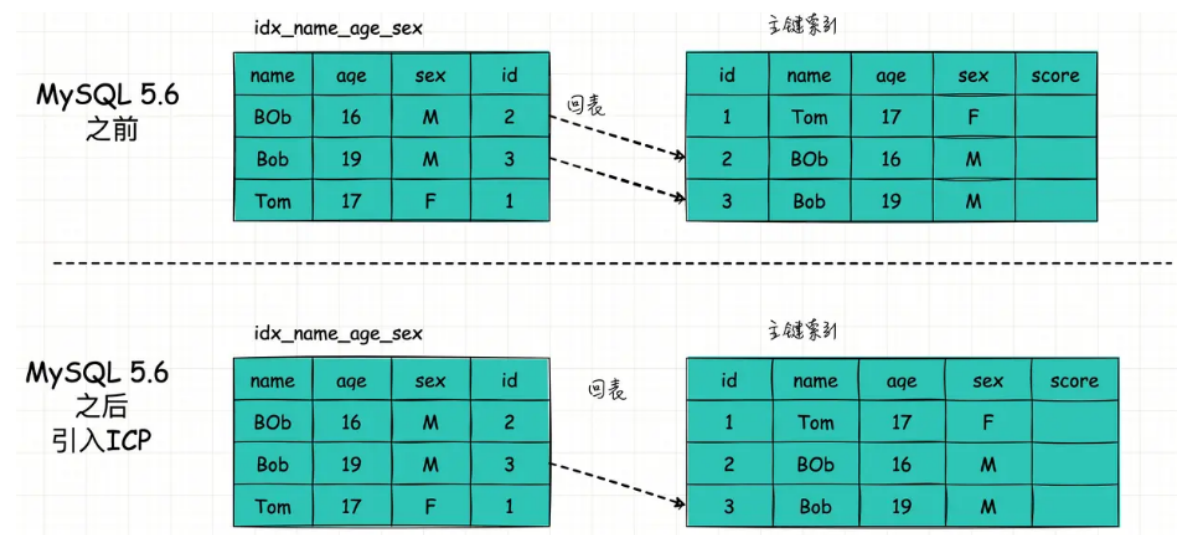 idx_name_age_sex
主键索引
MySQL 5.6
之前
name age sex id
BOb 16 M 2
Bob 19 M 3
Tom 17 F 1
回表
id name age sex score
1 Tom 17 F
2 BOb 16 M
3 Bob 19 M
idx_name_age_sex
主键索引
MySQL 5.6
之后
引入ICP
name age sex id
BOb 16 M 2
Bob 19 M 3
Tom 17 F 1
回表
id name age sex score
1 Tom 17 F
2 BOb 16 M
3 Bob 19 M